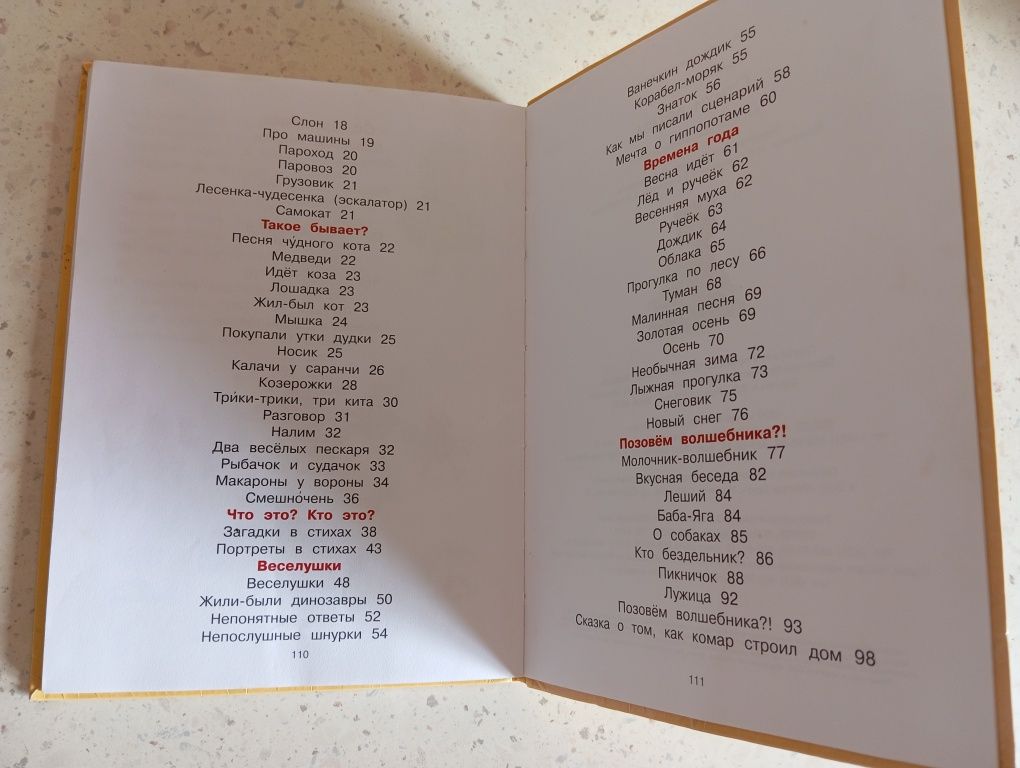 Слон 18
Про машины 19
Пароход 20
Паровоз 20
Грузовик 21
Лесенка-чудесенка (эскалатор) 21
Самокат 21
Такое бывает?
Песня чу́дного кота 22
Медведи 22
Идёт коза 23
Лошадка 23
Жил-был кот 23
Мышка 24
Покупали утки дудки 25
Носик 25
Калачи у саранчи 26
Козерожки 28
Три́ки-трики, три кита 30
Разговор 31
Налим 32
Два весёлых пескаря 32
Рыбачок и судачок 33
Макароны у вороны 34
Смешно́чень 36
Что это? Кто это?
Загадки в стихах 38
Портреты в стихах 43
Веселушки
Веселушки 48
Жили-были динозавры 50
Непонятные ответы 52
Непослушные шнурки 54
110
Ванечкин дождик 55
Корабел-моряк 55
Знаток 56
Как мы писали сценарий 58
Мечта о гиппопотаме 60
Времена года
Весна идёт 61
Лёд и ручеёк 62
Весенняя муха 62
Ручеёк 63
Дождик 64
Облака 65
Прогулка по лесу 66
Туман 68
Малинная песня 69
Золотая осень 69
Осень 70
Необычная зима 72
Лыжная прогулка 73
Снеговик 75
Новый снег 76
Позовём волшебника?!
Молочник-волшебник 77
Вкусная беседа 82
Леший 84
Баба-Яга 84
О собаках 85
Кто бездельник? 86
Пикничок 88
Лужица 92
Позовём волшебника?! 93
Сказка о том, как комар строил дом 98
111